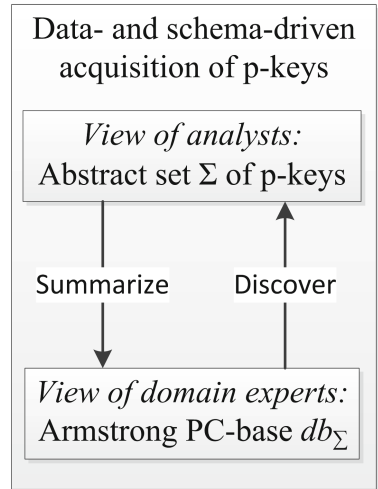 Data- and schema-driven
acquisition of p-keys
View of analysts:
Abstract set Σ of p-keys
Summarize Discover
View of domain experts:
Armstrong PC-base dbΣ